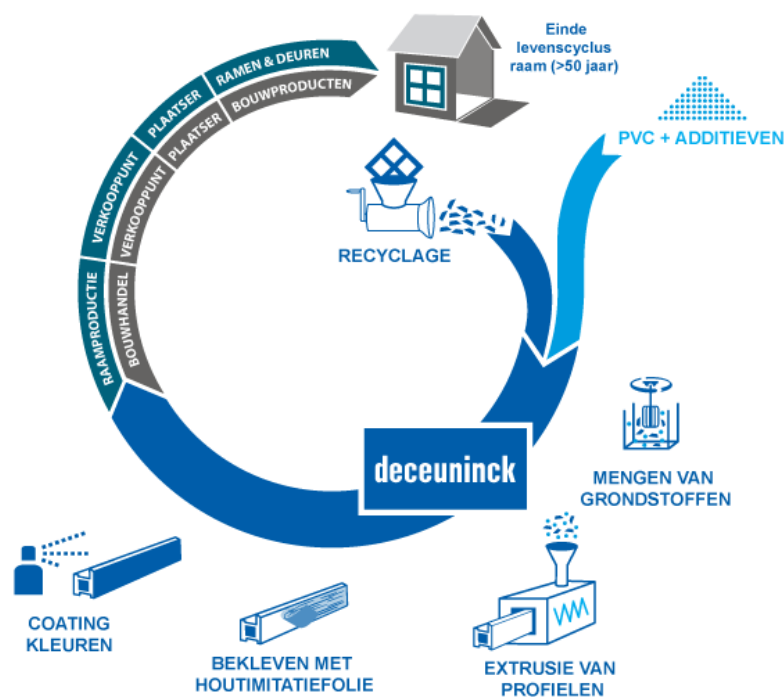 Einde
levenscyclus
raam (>50 jaar)
RAMEN & DEUREN
PLAATSER
VERKOOPPUNT
RAAMPRODUCTIE
BOUWPRODUCTEN
PLAATSER
VERKOOPPUNT
BOUWHANDEL
PVC + ADDITIEVEN
RECYCLAGE
deceuninck
MENGEN VAN
GRONDSTOFFEN
COATING
KLEUREN
BEKLEVEN MET
HOUTIMITATIEFOLIE
EXTRUSIE VAN
PROFIELEN